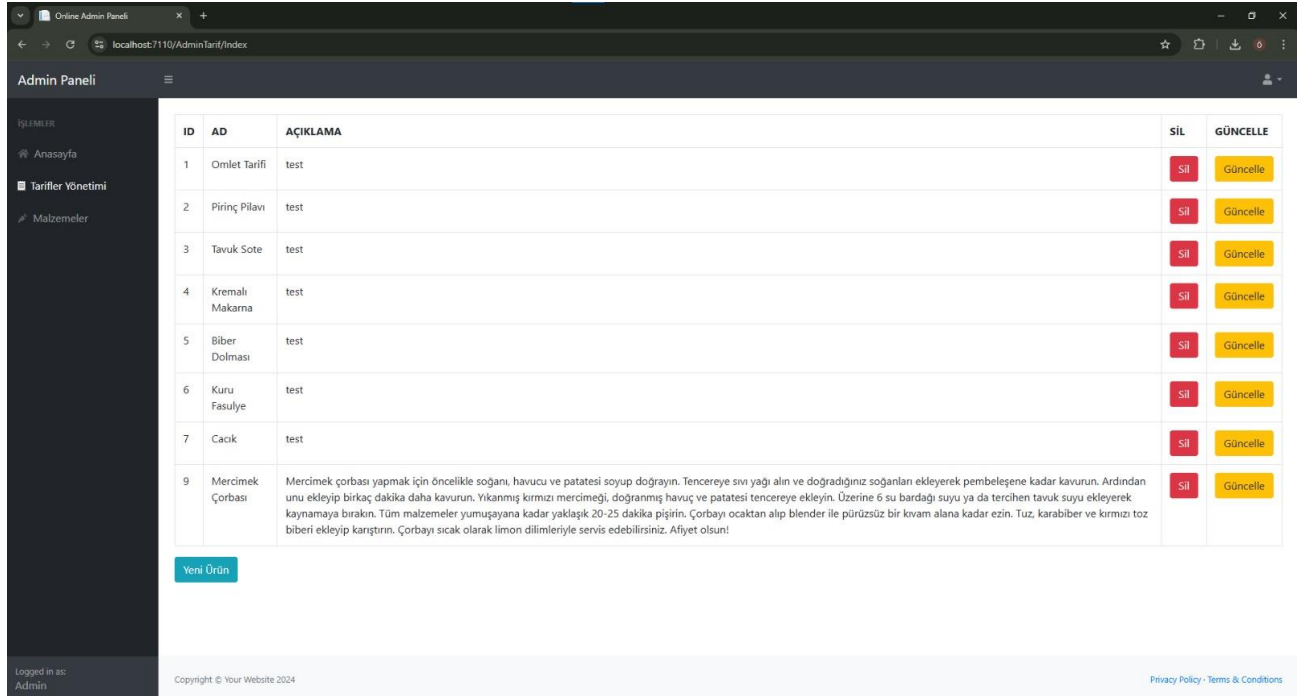 Online Admin Paneli
localhost:7110/AdminTarif/Index
Admin Paneli
İŞLEMLER
Anasayfa
Tarifler Yönetimi
Malzemeler
ID AD AÇIKLAMA SİL GÜNCELLE
1 Omlet Tarifi test Sil Güncelle
2 Pirinç Pilavı test Sil Güncelle
3 Tavuk Sote test Sil Güncelle
4 Kremalı Makarna test Sil Güncelle
5 Biber Dolması test Sil Güncelle
6 Kuru Fasulye test Sil Güncelle
7 Cacık test Sil Güncelle
9 Mercimek Çorbası
Mercimek çorbası yapmak için öncelikle soğanı, havucu ve patatesi soyup doğrayın. Tencereye sıvı yağı alın ve doğradığınız soğanları ekleyerek pembeleşene kadar kavurun. Ardından
unu ekleyip birkaç dakika daha kavurun. Yıkanmış kırmızı mercimeği, doğranmış havuç ve patatesi tencereye ekleyin. Üzerine 6 su bardağı suyu ya da tercihen tavuk suyu ekleyerek
kaynamaya bırakın. Tüm malzemeler yumuşayana kadar yaklaşık 20-25 dakika pişirin. Çorbayı ocaktan alıp blender ile pürüzsüz bir kıvam alana kadar ezin. Tuz, karabiber ve kırmızı toz
biberi ekleyip karıştırın. Çorbayı sıcak olarak limon dilimleriyle servis edebilirsiniz. Afiyet olsun!
Sil Güncelle
Yeni Ürün
Logged in as:
Admin
Copyright © Your Website 2024
Privacy Policy · Terms & Conditions